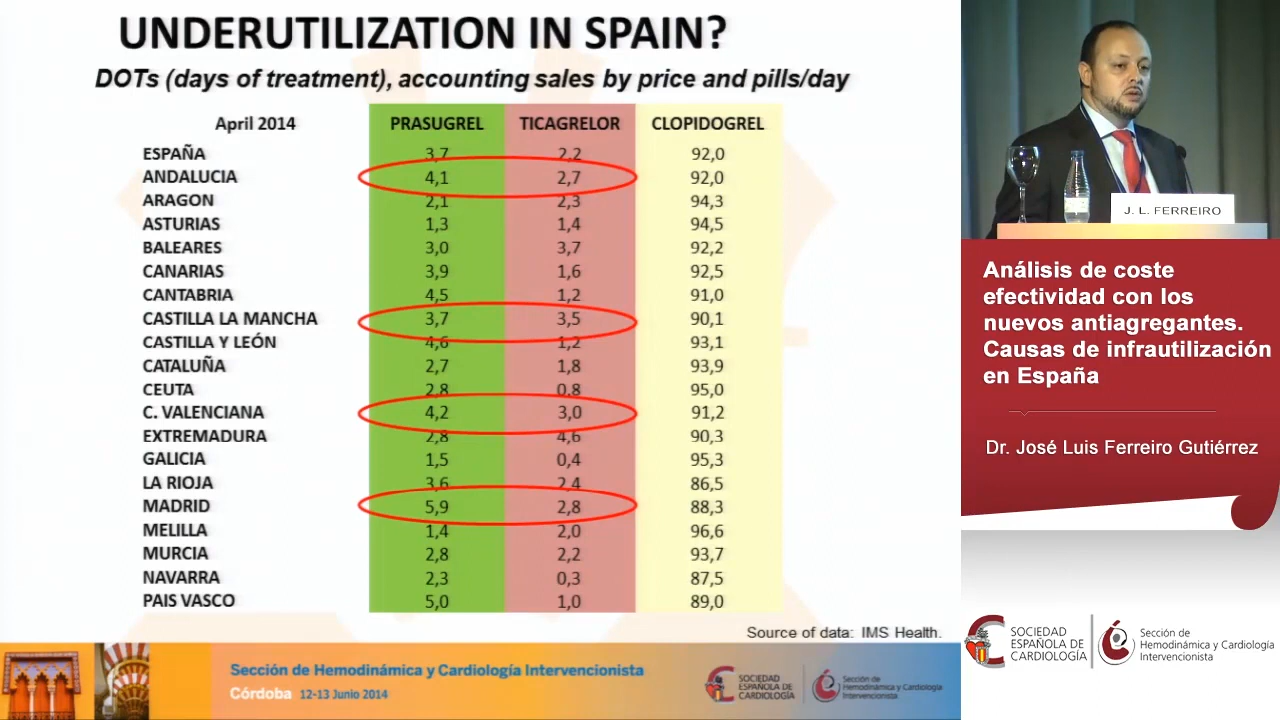 UNDERUTILIZATION IN SPAIN?
DOTs (days of treatment), accounting sales by price and pills/day
April 2014 PRASUGREL TICAGRELOR CLOPIDOGREL
ESPAÑA 3,7 2,2 92,0
ANDALUCIA 4,1 2,7 92,0
ARAGON 2,1 2,3 94,3
ASTURIAS 1,3 1,4 94,5
BALEARES 3,0 3,7 92,2
CANARIAS 3,9 1,6 92,5
CANTABRIA 4,5 1,2 91,0
CASTILLA LA MANCHA 3,7 3,5 90,1
CASTILLA Y LEÓN 4,6 1,2 93,1
CATALUÑA 2,7 1,8 93,9
CEUTA 2,8 0,8 95,0
C. VALENCIANA 4,2 3,0 91,2
EXTREMADURA 2,8 4,6 90,3
GALICIA 1,5 0,4 95,3
LA RIOJA 3,6 2,4 86,5
MADRID 5,9 2,8 88,3
MELILLA 1,4 2,0 96,6
MURCIA 2,8 2,2 93,7
NAVARRA 2,3 0,3 87,5
PAIS VASCO 5,0 1,0 89,0
Source of data: IMS Health.
Sección de Hemodinámica y Cardiología Intervencionista
Córdoba 12-13 Junio 2014
SOCIEDAD
ESPAÑOLA DE
CARDIOLOGÍA
Sección de
Hemodinámica y Cardiología
Intervencionista
J. L. FERREIRO
Análisis de coste
efectividad con los
nuevos antiagregantes.
Causas de infrautilización
en España
Dr. José Luis Ferreiro Gutiérrez
SOCIEDAD
ESPAÑOLA DE
CARDIOLOGÍA
Sección de
Hemodinámica y Cardiología
Intervencionista